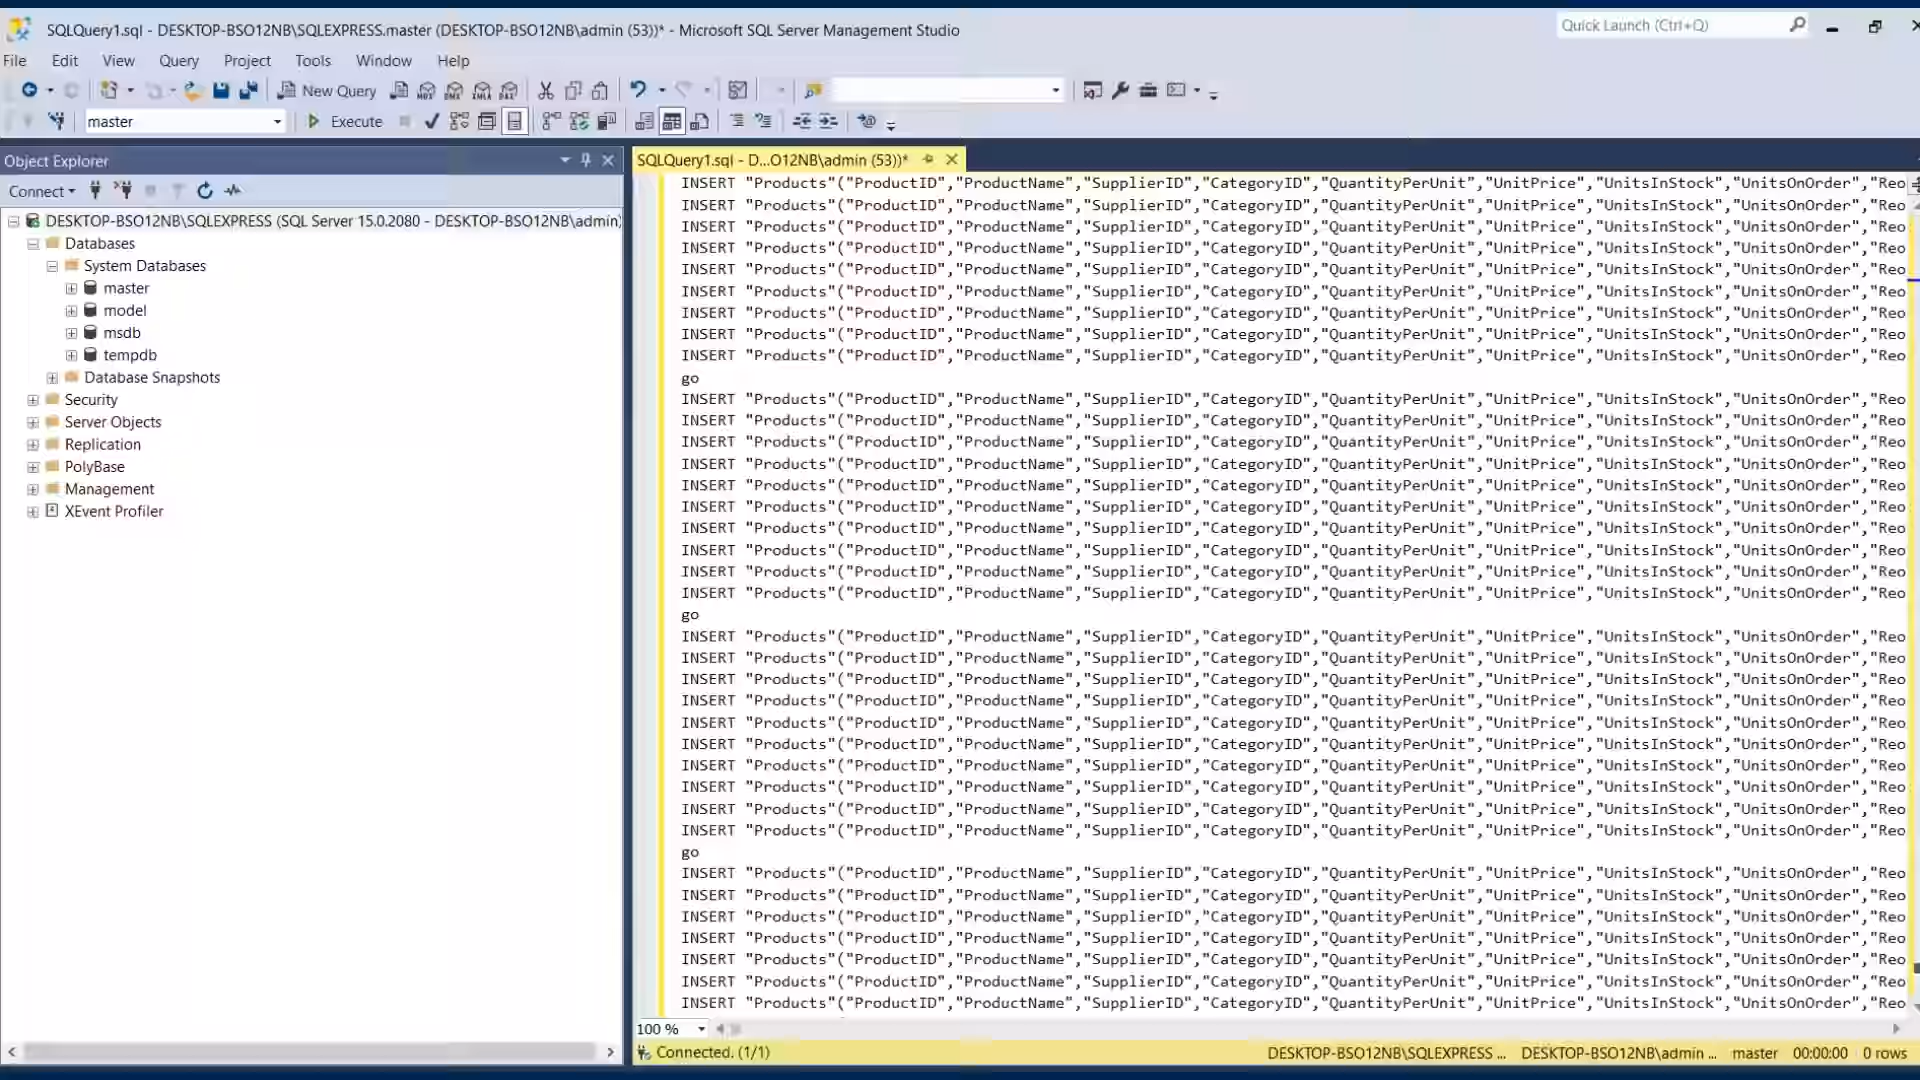 SQLQuery1.sql - DESKTOP-BSO12NB\SQLEXPRESS.master (DESKTOP-BSO12NB\admin (53))* - Microsoft SQL Server Management Studio
Quick Launch (Ctrl+Q)
File Edit View Query Project Tools Window Help
New Query
master
Execute
Object Explorer
Connect
DESKTOP-BSO12NB\SQLEXPRESS (SQL Server 15.0.2080 - DESKTOP-BSO12NB\admin)
Databases
System Databases
master
model
msdb
tempdb
Database Snapshots
Security
Server Objects
Replication
PolyBase
Management
XEvent Profiler
SQLQuery1.sql - D...O12NB\admin (53))*
INSERT "Products"("ProductID","ProductName","SupplierID","CategoryID","QuantityPerUnit","UnitPrice","UnitsInStock","UnitsOnOrder","Reo
INSERT "Products"("ProductID","ProductName","SupplierID","CategoryID","QuantityPerUnit","UnitPrice","UnitsInStock","UnitsOnOrder","Reo
INSERT "Products"("ProductID","ProductName","SupplierID","CategoryID","QuantityPerUnit","UnitPrice","UnitsInStock","UnitsOnOrder","Reo
INSERT "Products"("ProductID","ProductName","SupplierID","CategoryID","QuantityPerUnit","UnitPrice","UnitsInStock","UnitsOnOrder","Reo
INSERT "Products"("ProductID","ProductName","SupplierID","CategoryID","QuantityPerUnit","UnitPrice","UnitsInStock","UnitsOnOrder","Reo
INSERT "Products"("ProductID","ProductName","SupplierID","CategoryID","QuantityPerUnit","UnitPrice","UnitsInStock","UnitsOnOrder","Reo
INSERT "Products"("ProductID","ProductName","SupplierID","CategoryID","QuantityPerUnit","UnitPrice","UnitsInStock","UnitsOnOrder","Reo
INSERT "Products"("ProductID","ProductName","SupplierID","CategoryID","QuantityPerUnit","UnitPrice","UnitsInStock","UnitsOnOrder","Reo
INSERT "Products"("ProductID","ProductName","SupplierID","CategoryID","QuantityPerUnit","UnitPrice","UnitsInStock","UnitsOnOrder","Reo
go
INSERT "Products"("ProductID","ProductName","SupplierID","CategoryID","QuantityPerUnit","UnitPrice","UnitsInStock","UnitsOnOrder","Reo
INSERT "Products"("ProductID","ProductName","SupplierID","CategoryID","QuantityPerUnit","UnitPrice","UnitsInStock","UnitsOnOrder","Reo
INSERT "Products"("ProductID","ProductName","SupplierID","CategoryID","QuantityPerUnit","UnitPrice","UnitsInStock","UnitsOnOrder","Reo
INSERT "Products"("ProductID","ProductName","SupplierID","CategoryID","QuantityPerUnit","UnitPrice","UnitsInStock","UnitsOnOrder","Reo
INSERT "Products"("ProductID","ProductName","SupplierID","CategoryID","QuantityPerUnit","UnitPrice","UnitsInStock","UnitsOnOrder","Reo
INSERT "Products"("ProductID","ProductName","SupplierID","CategoryID","QuantityPerUnit","UnitPrice","UnitsInStock","UnitsOnOrder","Reo
INSERT "Products"("ProductID","ProductName","SupplierID","CategoryID","QuantityPerUnit","UnitPrice","UnitsInStock","UnitsOnOrder","Reo
INSERT "Products"("ProductID","ProductName","SupplierID","CategoryID","QuantityPerUnit","UnitPrice","UnitsInStock","UnitsOnOrder","Reo
INSERT "Products"("ProductID","ProductName","SupplierID","CategoryID","QuantityPerUnit","UnitPrice","UnitsInStock","UnitsOnOrder","Reo
INSERT "Products"("ProductID","ProductName","SupplierID","CategoryID","QuantityPerUnit","UnitPrice","UnitsInStock","UnitsOnOrder","Reo
go
INSERT "Products"("ProductID","ProductName","SupplierID","CategoryID","QuantityPerUnit","UnitPrice","UnitsInStock","UnitsOnOrder","Reo
INSERT "Products"("ProductID","ProductName","SupplierID","CategoryID","QuantityPerUnit","UnitPrice","UnitsInStock","UnitsOnOrder","Reo
INSERT "Products"("ProductID","ProductName","SupplierID","CategoryID","QuantityPerUnit","UnitPrice","UnitsInStock","UnitsOnOrder","Reo
INSERT "Products"("ProductID","ProductName","SupplierID","CategoryID","QuantityPerUnit","UnitPrice","UnitsInStock","UnitsOnOrder","Reo
INSERT "Products"("ProductID","ProductName","SupplierID","CategoryID","QuantityPerUnit","UnitPrice","UnitsInStock","UnitsOnOrder","Reo
INSERT "Products"("ProductID","ProductName","SupplierID","CategoryID","QuantityPerUnit","UnitPrice","UnitsInStock","UnitsOnOrder","Reo
INSERT "Products"("ProductID","ProductName","SupplierID","CategoryID","QuantityPerUnit","UnitPrice","UnitsInStock","UnitsOnOrder","Reo
INSERT "Products"("ProductID","ProductName","SupplierID","CategoryID","QuantityPerUnit","UnitPrice","UnitsInStock","UnitsOnOrder","Reo
INSERT "Products"("ProductID","ProductName","SupplierID","CategoryID","QuantityPerUnit","UnitPrice","UnitsInStock","UnitsOnOrder","Reo
INSERT "Products"("ProductID","ProductName","SupplierID","CategoryID","QuantityPerUnit","UnitPrice","UnitsInStock","UnitsOnOrder","Reo
go
INSERT "Products"("ProductID","ProductName","SupplierID","CategoryID","QuantityPerUnit","UnitPrice","UnitsInStock","UnitsOnOrder","Reo
INSERT "Products"("ProductID","ProductName","SupplierID","CategoryID","QuantityPerUnit","UnitPrice","UnitsInStock","UnitsOnOrder","Reo
INSERT "Products"("ProductID","ProductName","SupplierID","CategoryID","QuantityPerUnit","UnitPrice","UnitsInStock","UnitsOnOrder","Reo
INSERT "Products"("ProductID","ProductName","SupplierID","CategoryID","QuantityPerUnit","UnitPrice","UnitsInStock","UnitsOnOrder","Reo
INSERT "Products"("ProductID","ProductName","SupplierID","CategoryID","QuantityPerUnit","UnitPrice","UnitsInStock","UnitsOnOrder","Reo
INSERT "Products"("ProductID","ProductName","SupplierID","CategoryID","QuantityPerUnit","UnitPrice","UnitsInStock","UnitsOnOrder","Reo
INSERT "Products"("ProductID","ProductName","SupplierID","CategoryID","QuantityPerUnit","UnitPrice","UnitsInStock","UnitsOnOrder","Reo
100 %
Connected. (1/1) DESKTOP-BSO12NB\SQLEXPRESS ... DESKTOP-BSO12NB\admin ... master 00:00:00 0 rows